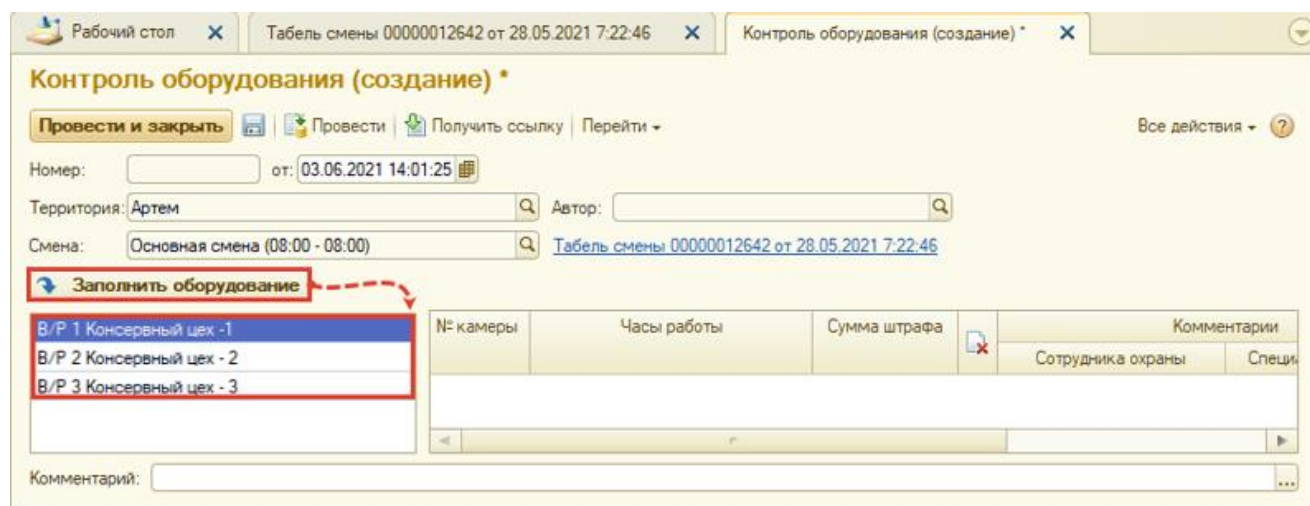 Рабочий стол Табель смены 00000012642 от 28.05.2021 7:22:46 Контроль оборудования (создание) *
Контроль оборудования (создание) *
Провести и закрыть Провести Получить ссылку Перейти Все действия ?
Номер: от: 03.06.2021 14:01:25
Территория: Артем Автор:
Смена: Основная смена (08:00 - 08:00) Табель смены 00000012642 от 28.05.2021 7:22:46
Заполнить оборудование
В/Р 1 Консервный цех -1 № камеры Часы работы Сумма штрафа Комментарии
В/Р 2 Консервный цех - 2 Сотрудника охраны Специ
В/Р 3 Консервный цех - 3
Комментарий: ...